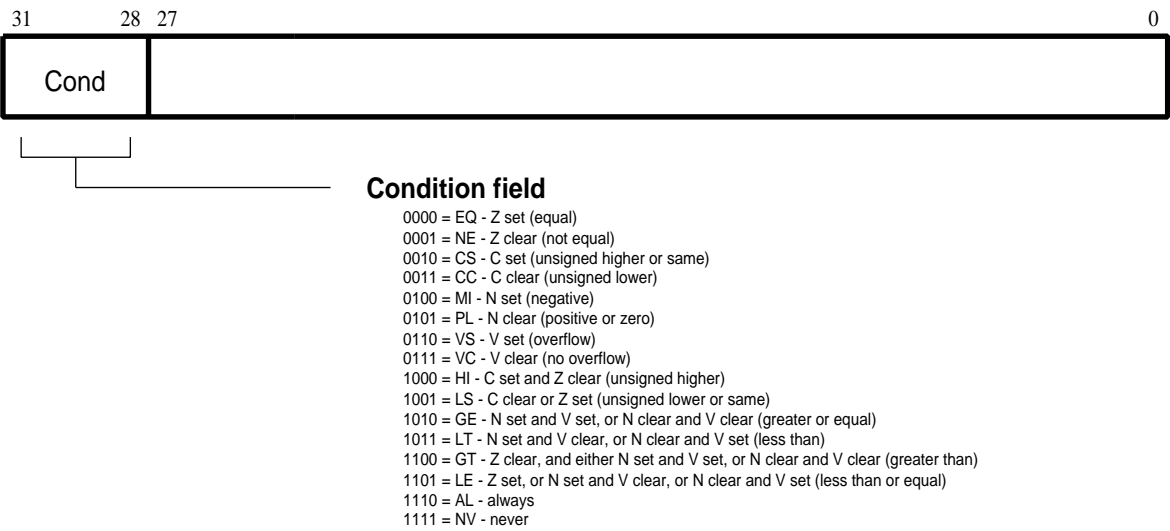 31 28 27 0
Cond
Condition field
0000 = EQ - Z set (equal)
0001 = NE - Z clear (not equal)
0010 = CS - C set (unsigned higher or same)
0011 = CC - C clear (unsigned lower)
0100 = MI - N set (negative)
0101 = PL - N clear (positive or zero)
0110 = VS - V set (overflow)
0111 = VC - V clear (no overflow)
1000 = HI - C set and Z clear (unsigned higher)
1001 = LS - C clear or Z set (unsigned lower or same)
1010 = GE - N set and V set, or N clear and V clear (greater or equal)
1011 = LT - N set and V clear, or N clear and V set (less than)
1100 = GT - Z clear, and either N set and V set, or N clear and V clear (greater than)
1101 = LE - Z set, or N set and V clear, or N clear and V set (less than or equal)
1110 = AL - always
1111 = NV - never